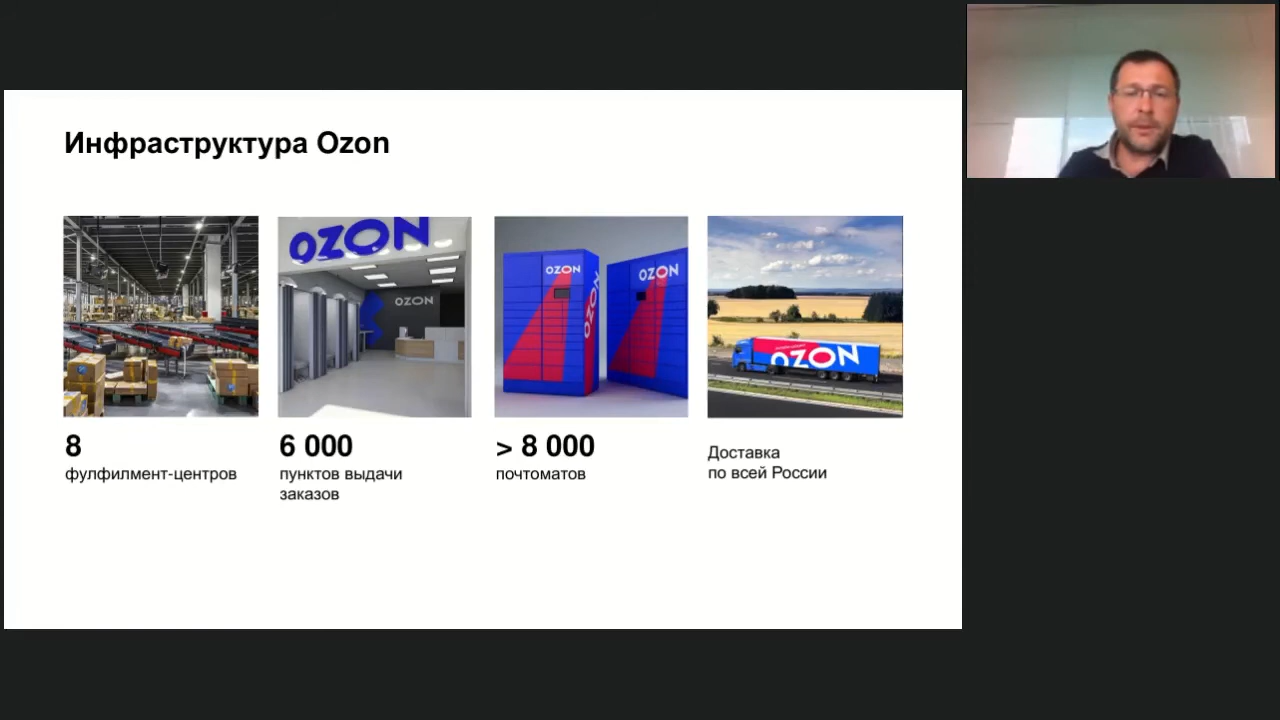 Инфраструктура Ozon
OZON
OZON
OZON
OZON
OZON
OZON
8
фулфилмент-центров
6 000
пунктов выдачи
заказов
> 8 000
почтоматов
Доставка
по всей России